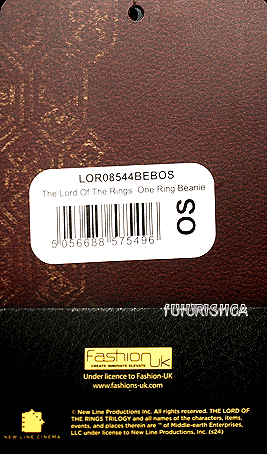 LOR08544BEBOS
The Lord Of The Rings One Ring Beanie
5 056688 575496
OS
FUFURISHGA
Fashion UK
CREATE INNOVATE ELEVATE
Under licence to Fashion-UK
www.fashions-uk.com
© New Line Productions Inc. All rights reserved. THE LORD OF
THE RINGS TRILOGY and all names of the characters, items,
events, and places therein are ™ of Middle-earth Enterprises,
LLC under license to New Line Productions, Inc. (s24)
NEW LINE CINEMA